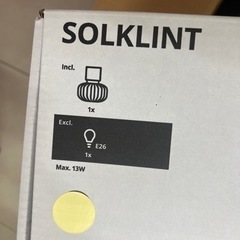 SOLKLINT
Incl.
1x
Excl.
E26
1x
Max. 13W